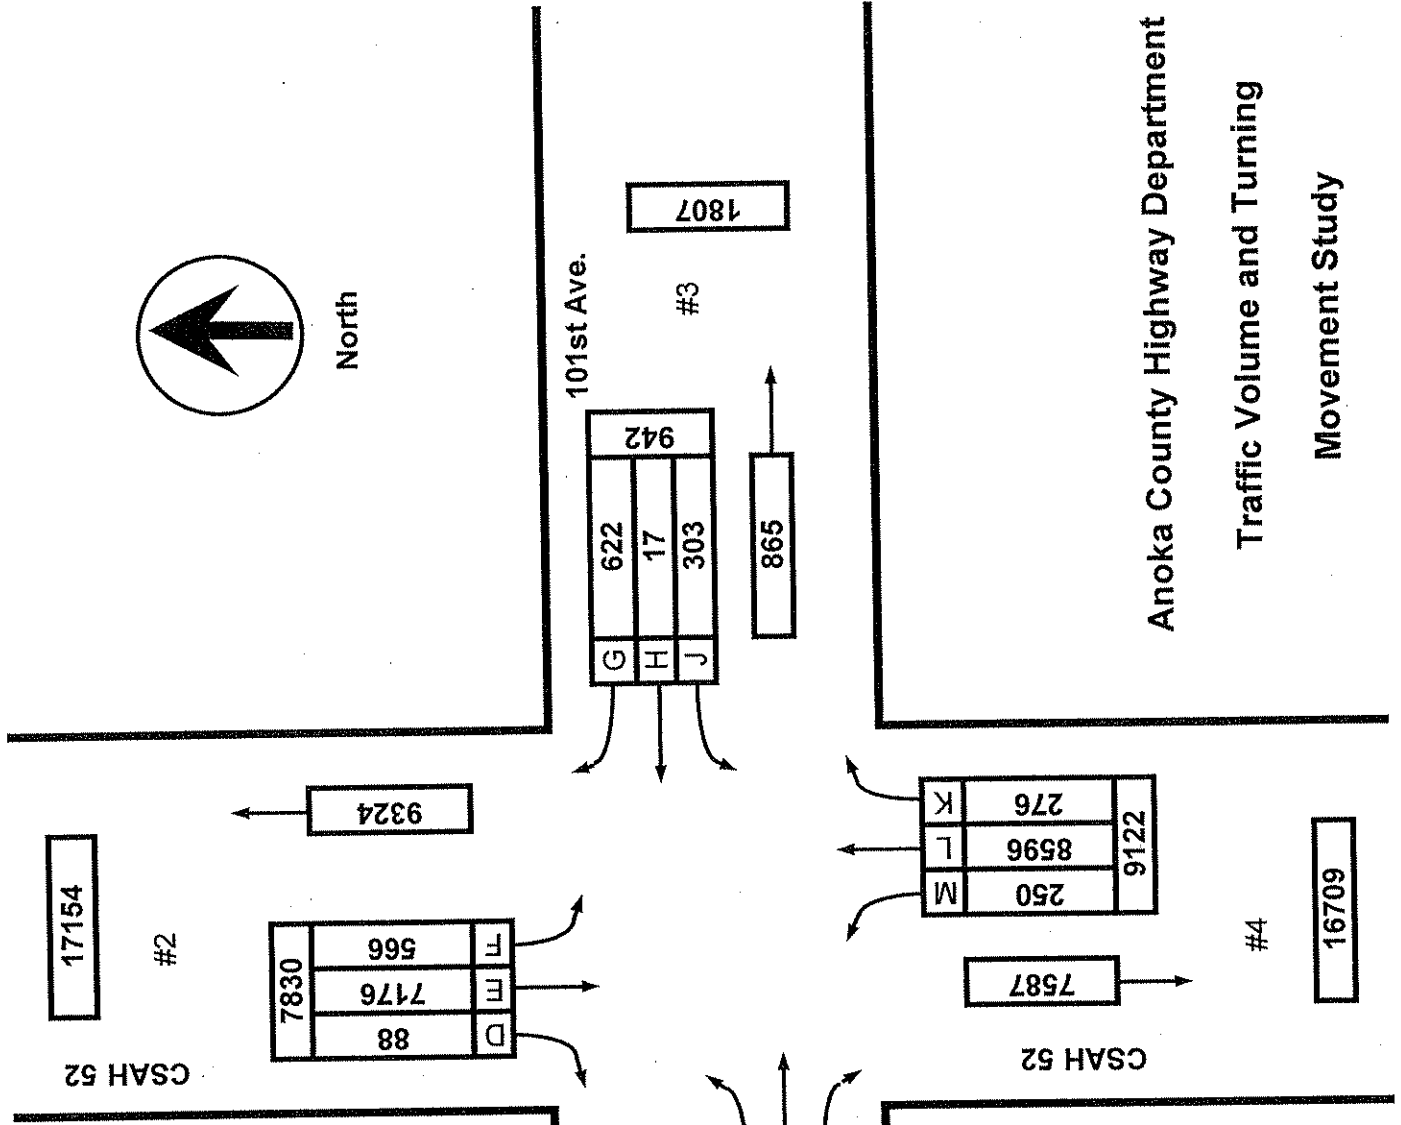 North
101st Ave.
#3
1807
942
G 622
H 17
J 303
865
17154
#2
CSAH 52
9324
7830
D 88
E 7176
F 566
K 276
L 8596
M 250
9122
7587
#4
16709
CSAH 52
Anoka County Highway Department
Traffic Volume and Turning
Movement Study